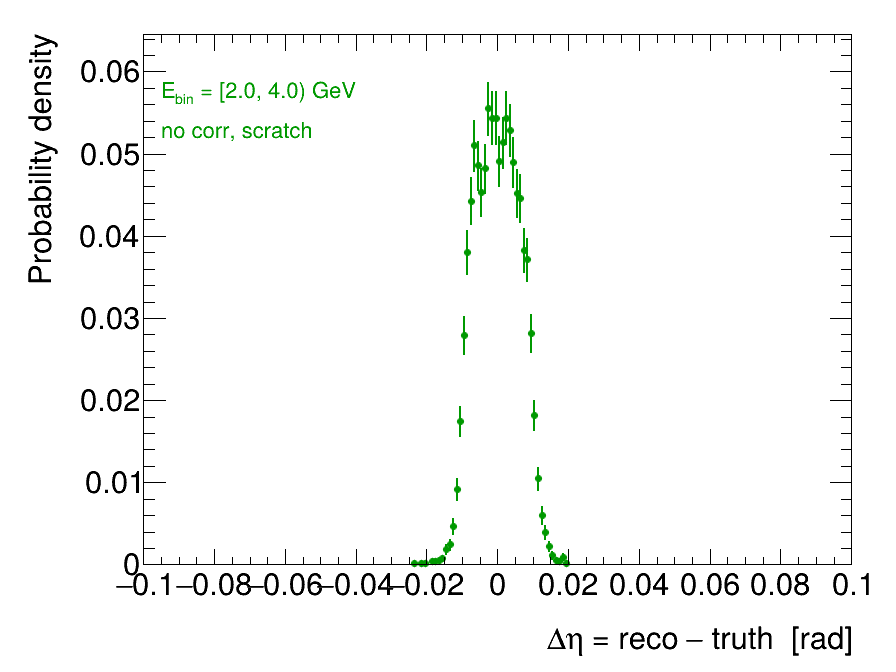 Probability density
0.06
0.05
0.04
0.03
0.02
0.01
0
E_bin = [2.0, 4.0) GeV
no corr, scratch
−0.1 −0.08 −0.06 −0.04 −0.02 0 0.02 0.04 0.06 0.08 0.1
Δη = reco − truth [rad]